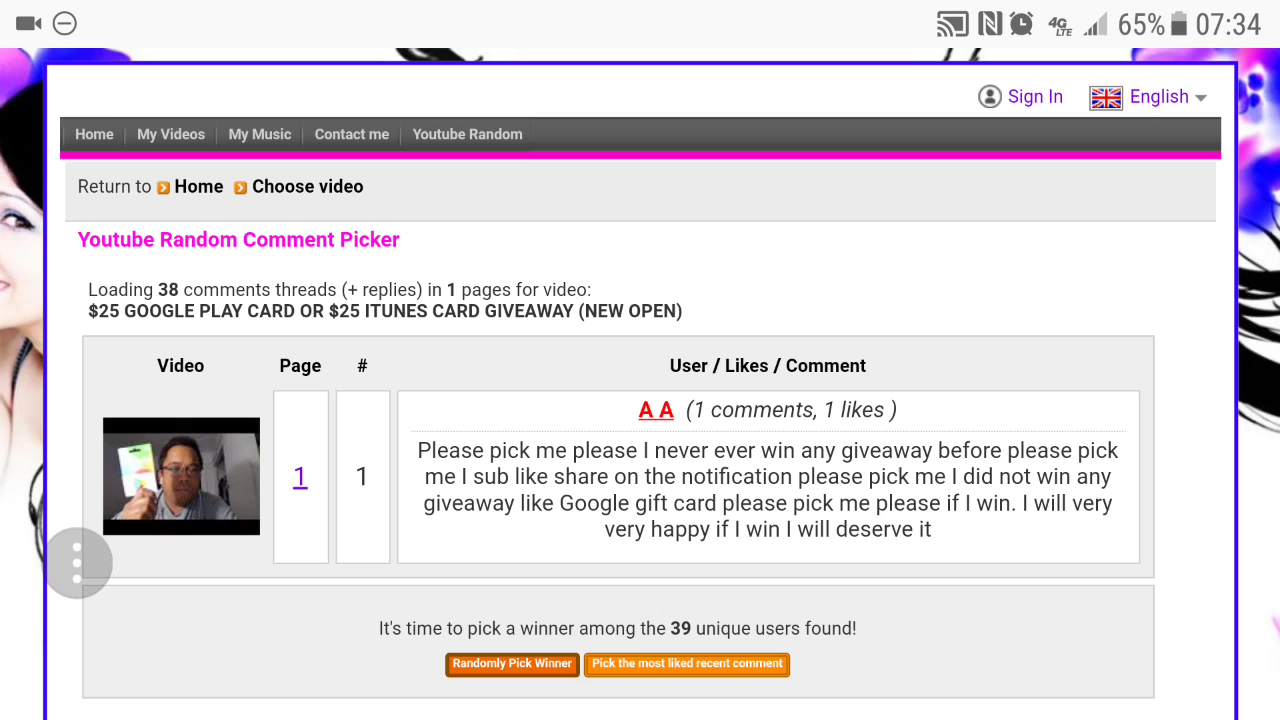 4G LTE 65% 07:34
Sign In English
Home My Videos My Music Contact me Youtube Random
Return to Home Choose video
Youtube Random Comment Picker
Loading 38 comments threads (+ replies) in 1 pages for video:
$25 GOOGLE PLAY CARD OR $25 ITUNES CARD GIVEAWAY (NEW OPEN)
Video Page # User / Likes / Comment
A A (1 comments, 1 likes )
Please pick me please I never ever win any giveaway before please pick
me I sub like share on the notification please pick me I did not win any
1 1
giveaway like Google gift card please pick me please if I win. I will very
very happy if I win I will deserve it
It's time to pick a winner among the 39 unique users found!
Randomly Pick Winner Pick the most liked recent comment